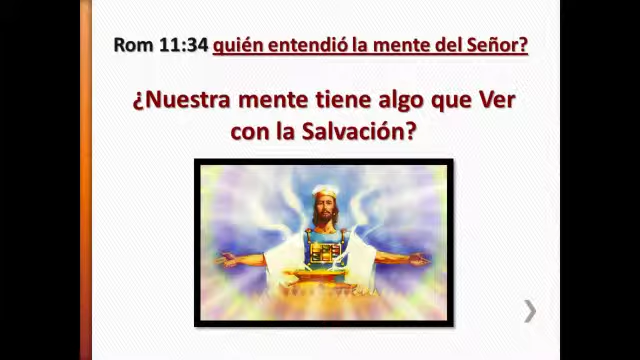 Rom 11:34 quién entendió la mente del Señor?
¿Nuestra mente tiene algo que Ver
con la Salvación?